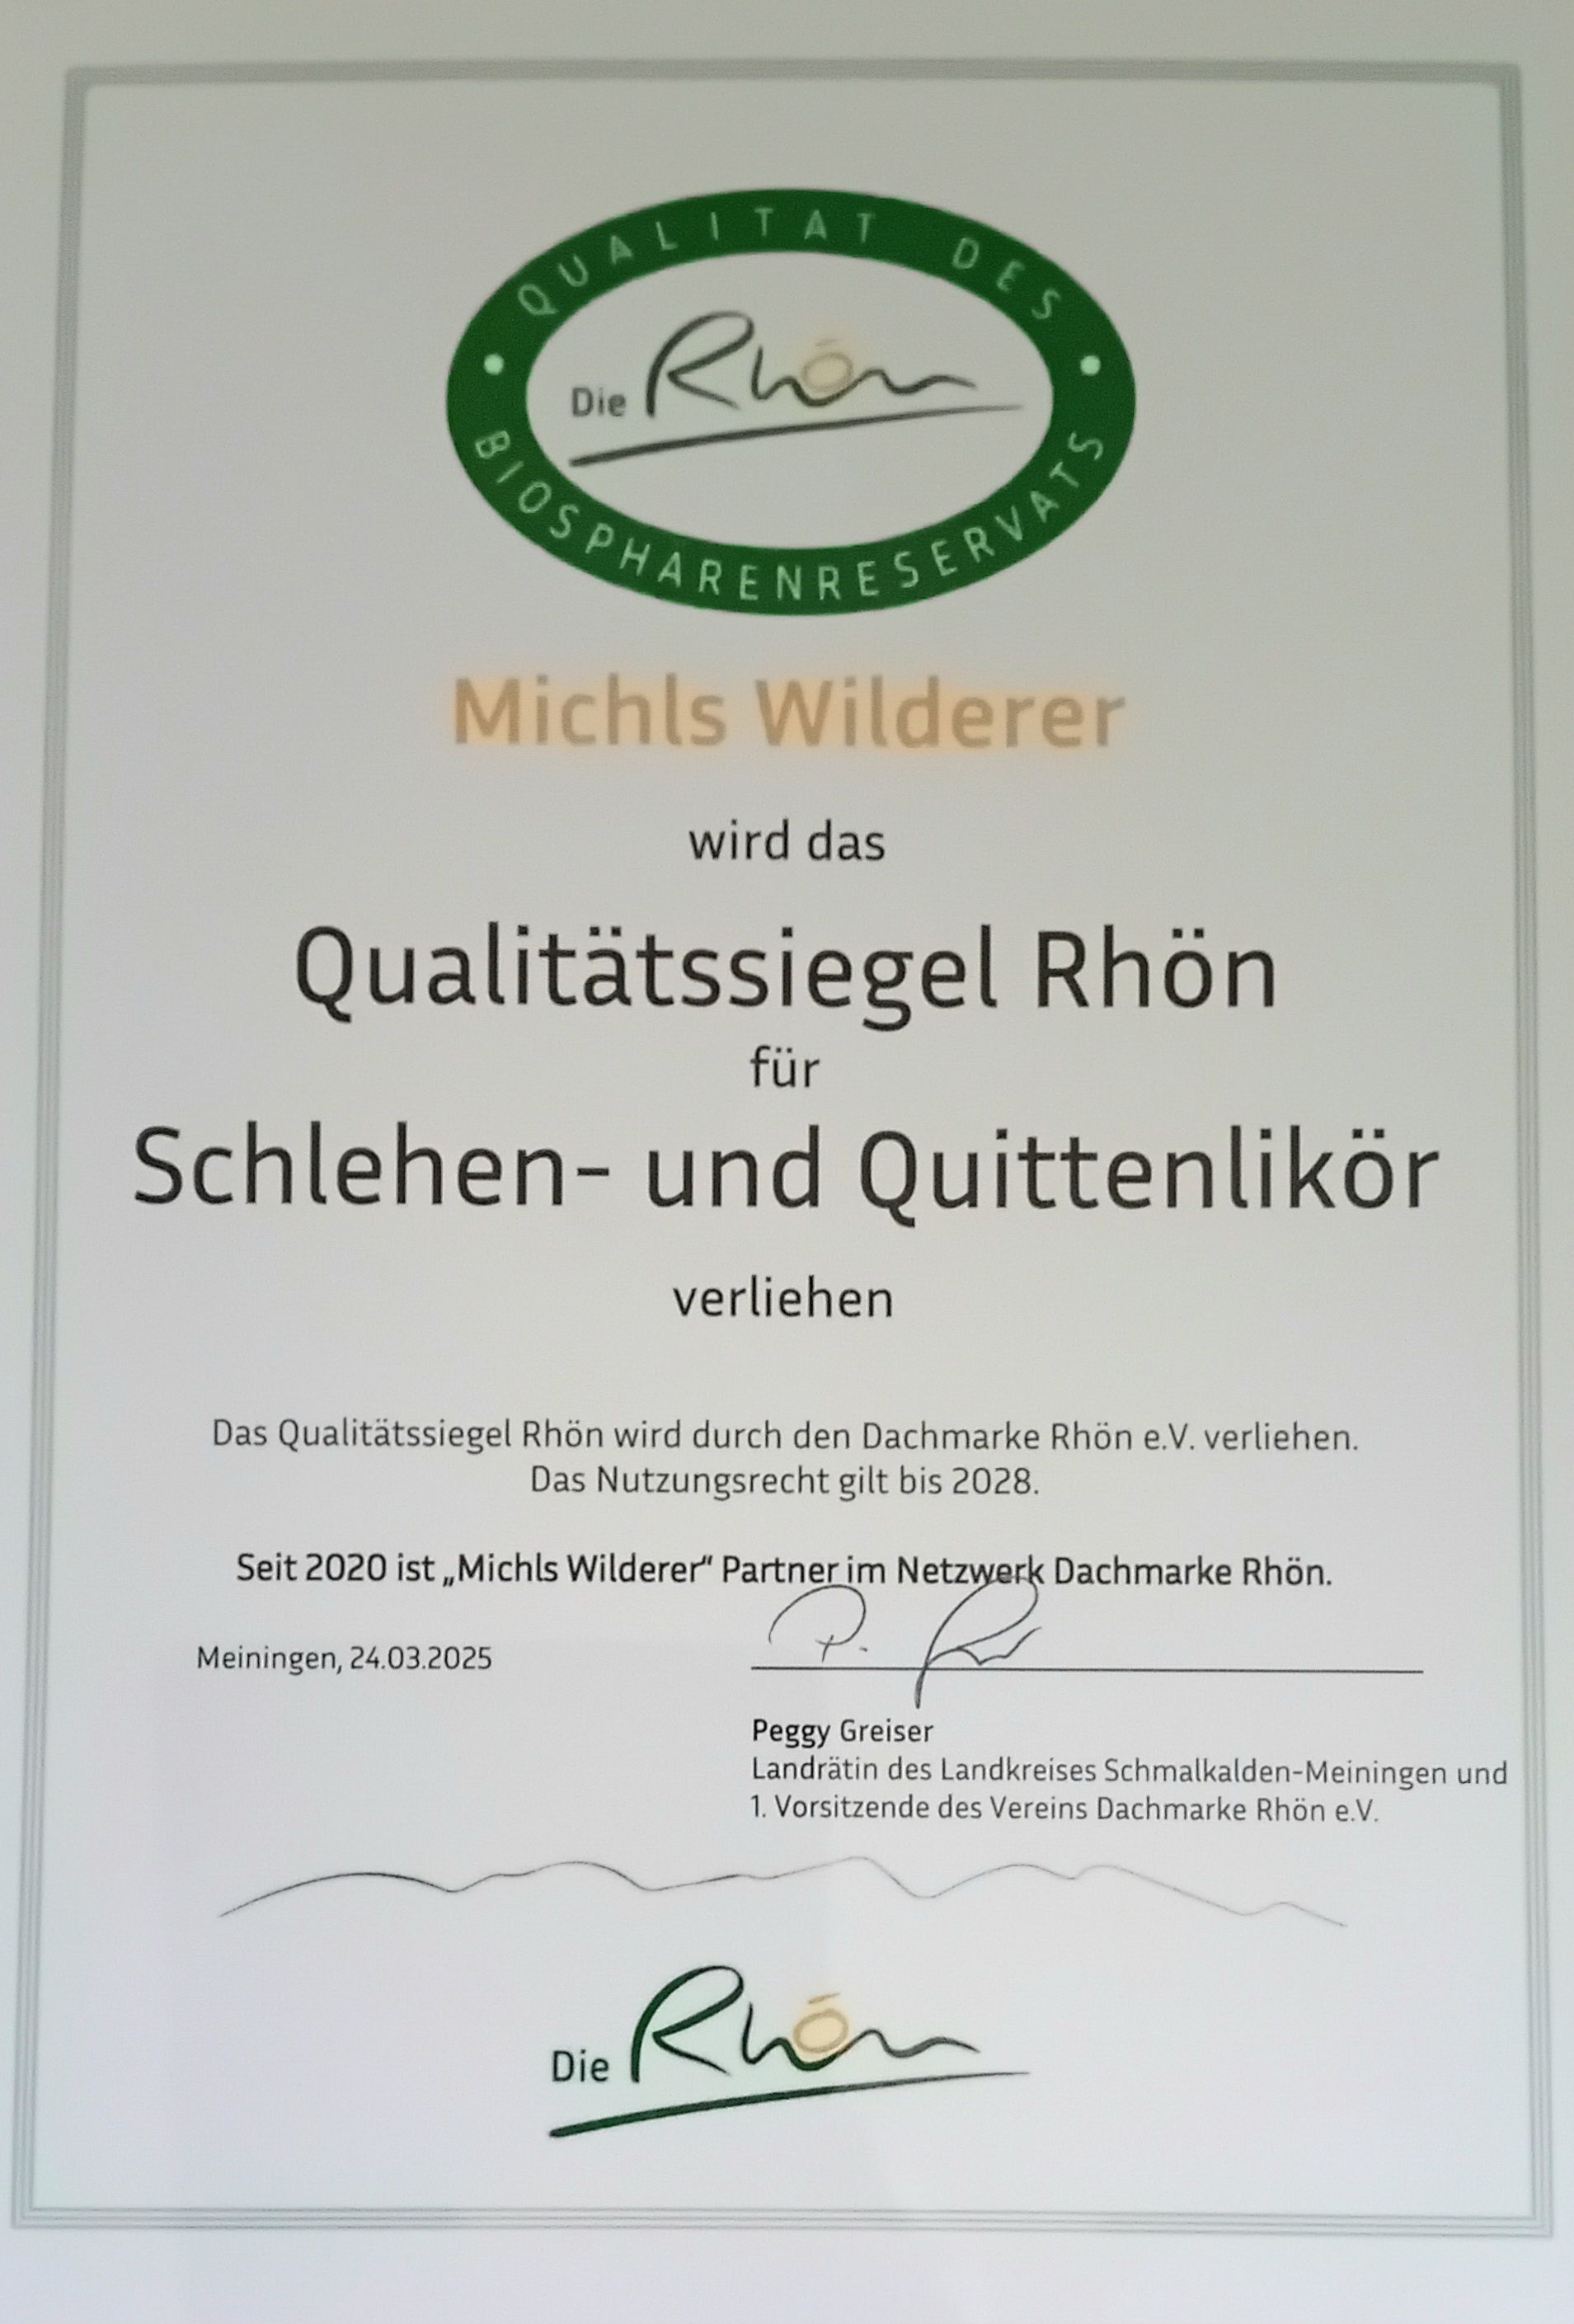 QUALITÄT DES
Die Rhön
BIOSPHÄRENRESERVATS
Michls Wilderer
wird das
Qualitätssiegel Rhön
für
Schlehen- und Quittenlikör
verliehen
Das Qualitätssiegel Rhön wird durch den Dachmarke Rhön e.V. verliehen.
Das Nutzungsrecht gilt bis 2028.
Seit 2020 ist „Michls Wilderer“ Partner im Netzwerk Dachmarke Rhön.
Meiningen, 24.03.2025
Peggy Greiser
Landrätin des Landkreises Schmalkalden-Meiningen und
1. Vorsitzende des Vereins Dachmarke Rhön e.V.
Die Rhön